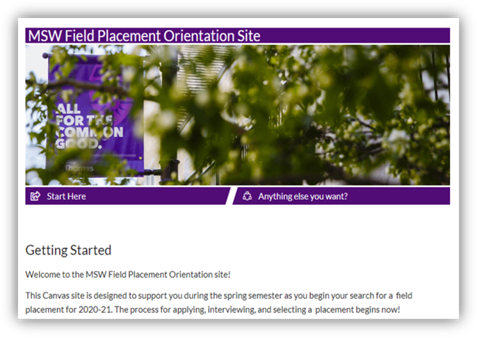 MSW Field Placement Orientation Site
ALL
FOR THE
COMMON
GOOD.
Start Here
Anything else you want?
Getting Started
Welcome to the MSW Field Placement Orientation site!
This Canvas site is designed to support you during the spring semester as you begin your search for a field
placement for 2020-21. The process for applying, interviewing, and selecting a placement begins now!